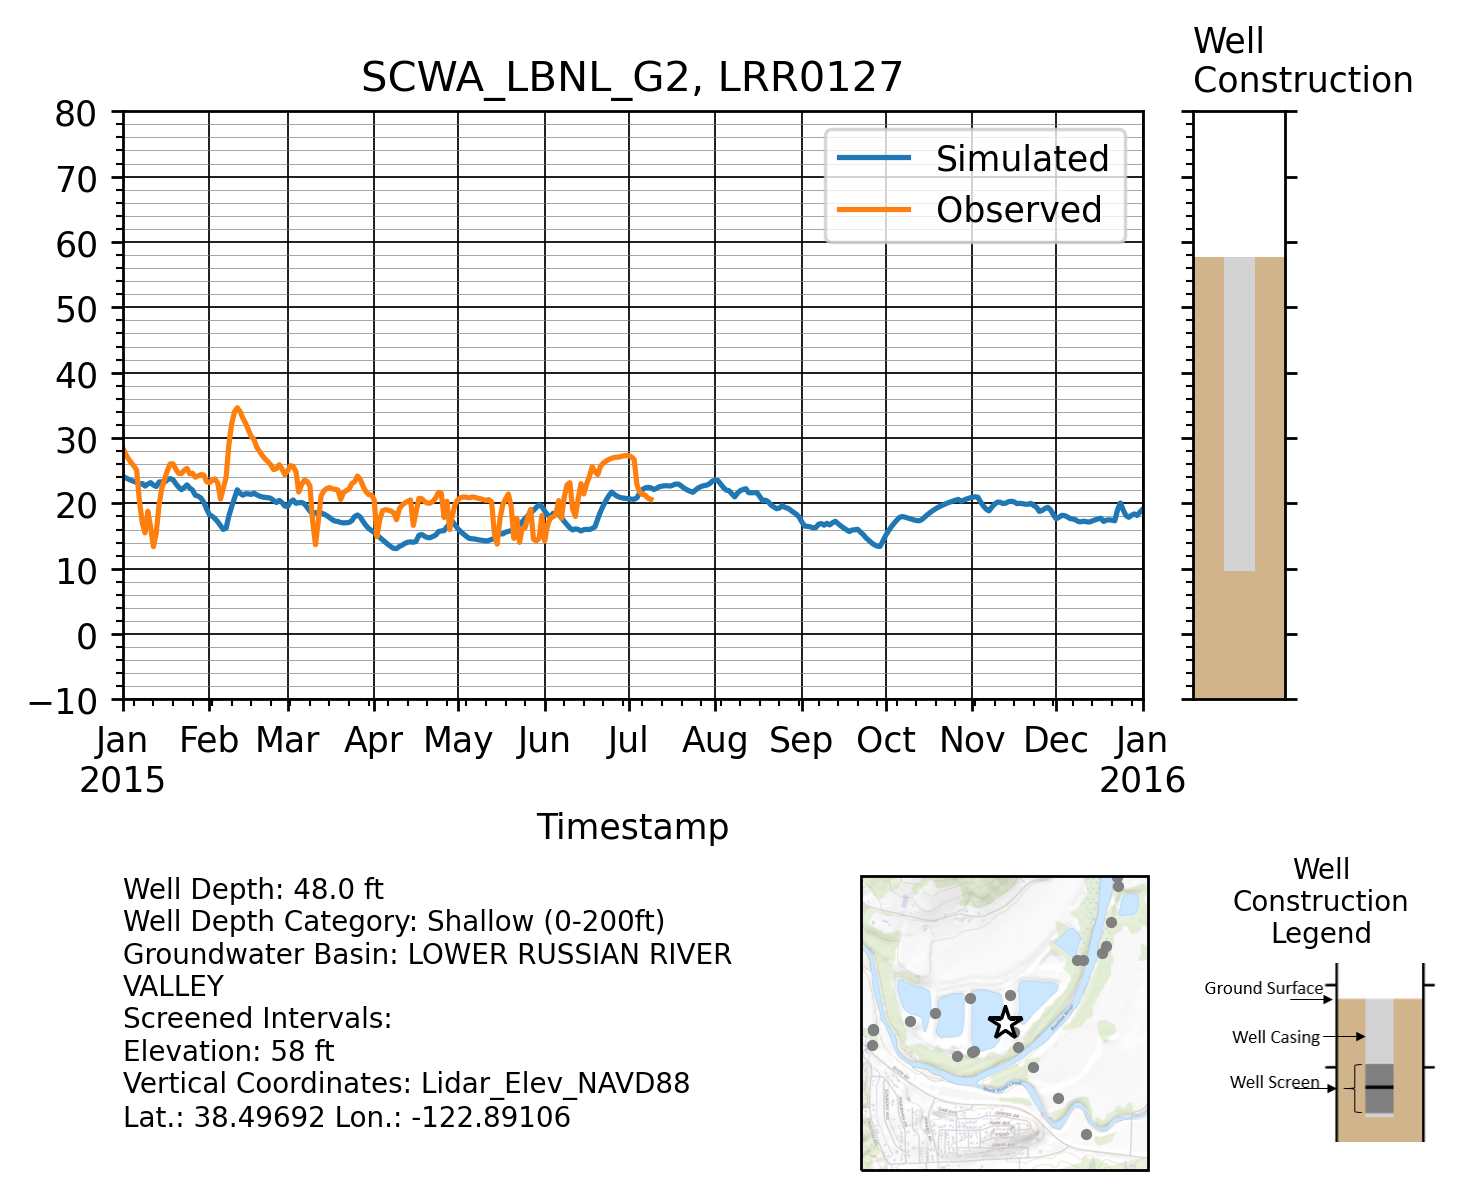 Well
Construction
SCWA_LBNL_G2, LRR0127
80
70
60
50
40
30
20
10
0
−10
Simulated
Observed
Jan Feb Mar Apr May Jun Jul Aug Sep Oct Nov Dec Jan
2015 2016
Timestamp
Well Depth: 48.0 ft
Well Depth Category: Shallow (0-200ft)
Groundwater Basin: LOWER RUSSIAN RIVER
VALLEY
Screened Intervals:
Elevation: 58 ft
Vertical Coordinates: Lidar_Elev_NAVD88
Lat.: 38.49692 Lon.: -122.89106
Well
Construction
Legend
Ground Surface
Well Casing
Well Screen